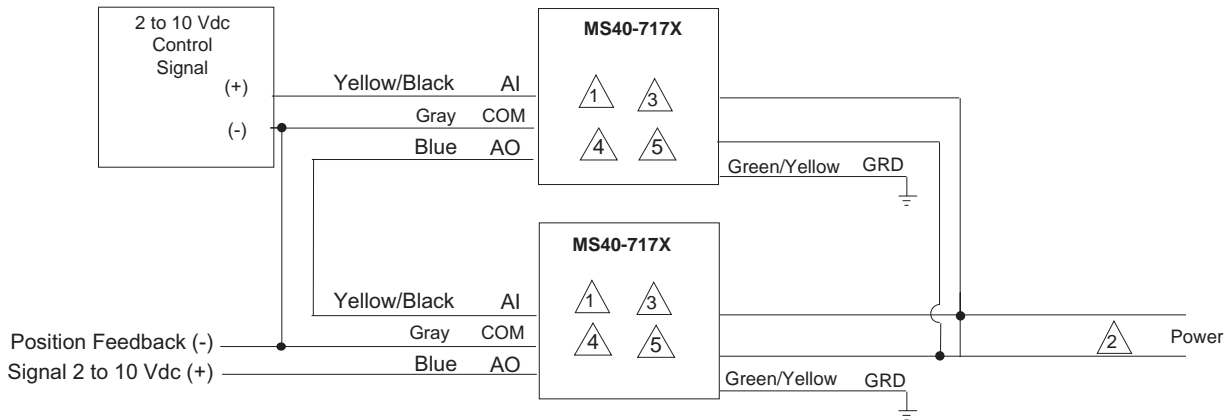 2 to 10 Vdc
Control
Signal
(+)
(-)
Yellow/Black AI
Gray COM
Blue AO
MS40-717X
1 3
4 5
Green/Yellow GRD
MS40-717X
1 3
4 5
Yellow/Black AI
Gray COM
Blue AO
Position Feedback (-)
Signal 2 to 10 Vdc (+)
Green/Yellow GRD
2 Power